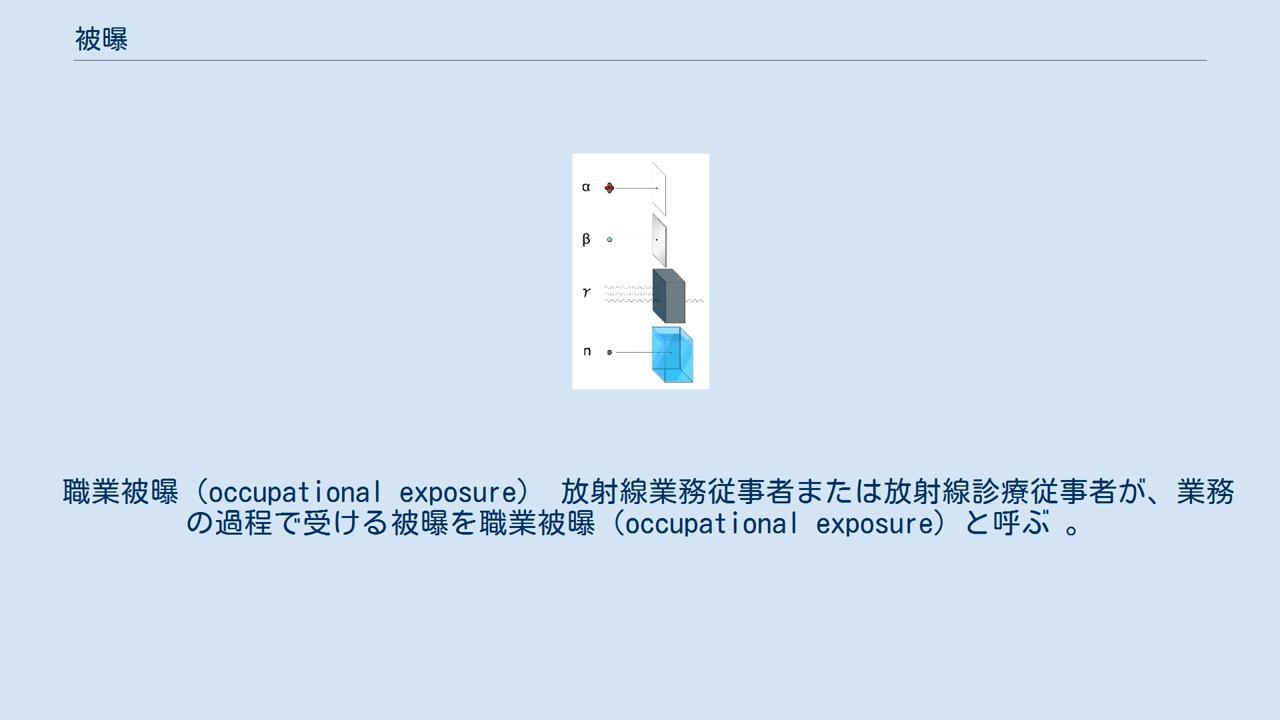 被曝
α
β
γ
n
職業被曝（occupational exposure） 放射線業務従事者または放射線診療従事者が、業務
の過程で受ける被曝を職業被曝（occupational exposure）と呼ぶ 。